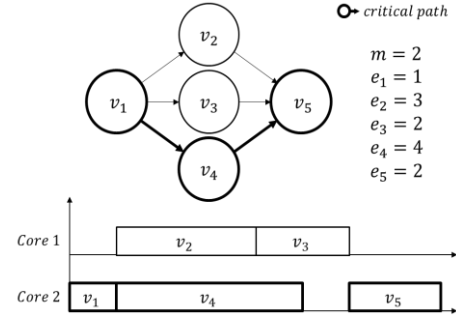 critical path
v₂
m = 2
e₁ = 1
v₁
v₃
v₅
e₂ = 3
e₃ = 2
e₄ = 4
v₄
e₅ = 2
Core 1
v₂
v₃
Core 2
v₁
v₄
v₅